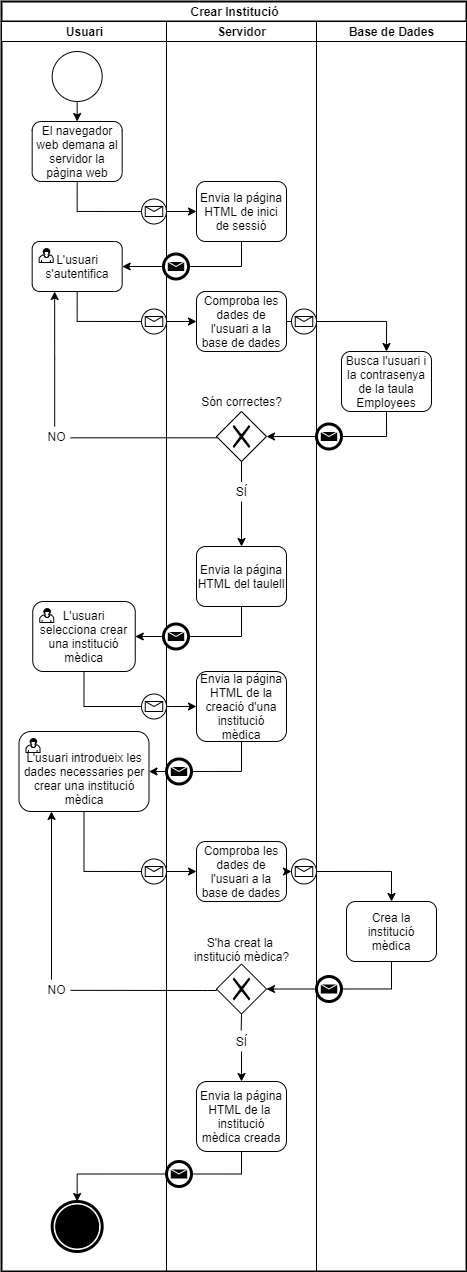 Crear Institució
Usuari
Servidor
Base de Dades
El navegador
web demana al
servidor la
pàgina web
Envia la página
HTML de inici
de sessió
L'usuari
s'autentifica
Comproba les
dades de
l'usuari a la
base de dades
Busca l'usuari i
la contrasenya
de la taula
Employees
Són correctes?
NO
SÍ
Envia la página
HTML del taulell
L'usuari
selecciona crear
una institució
mèdica
Envia la página
HTML de la
creació d'una
institució
mèdica
L'usuari introdueix les
dades necessaries per
crear una institució
mèdica
Comproba les
dades de
l'usuari a la
base de dades
Crea la
institució
mèdica
S'ha creat la
institució mèdica?
NO
SÍ
Envia la página
HTML de la
institució
mèdica creada